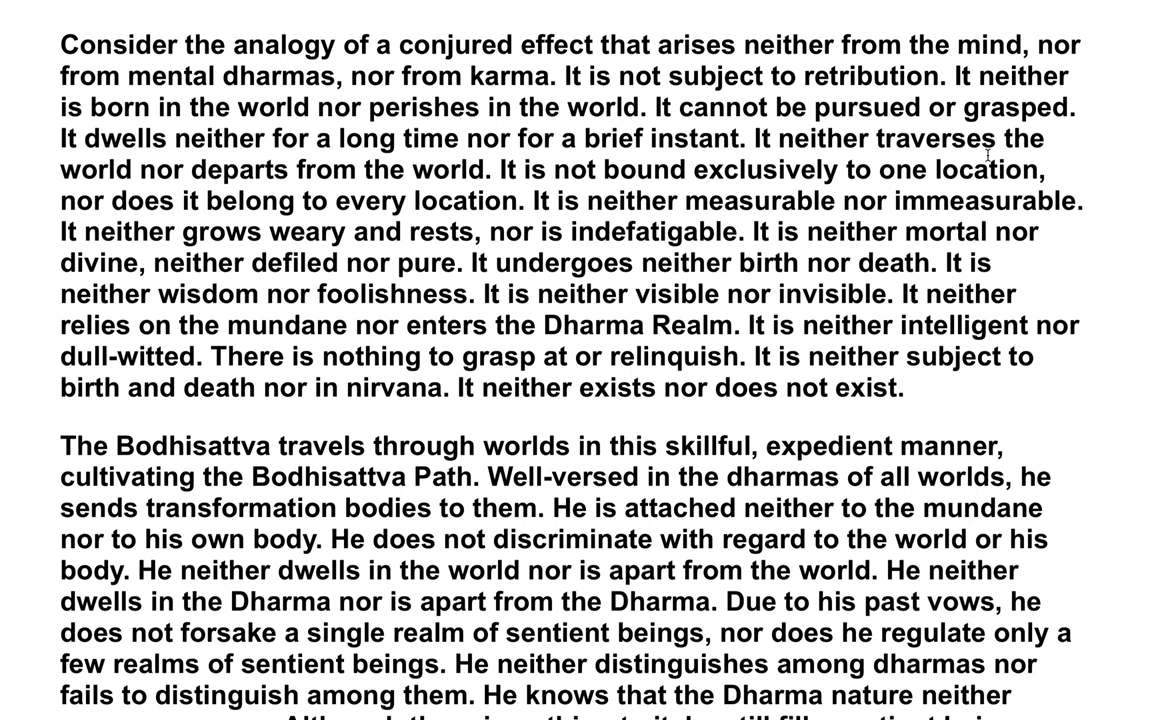 Consider the analogy of a conjured effect that arises neither from the mind, nor
from mental dharmas, nor from karma. It is not subject to retribution. It neither
is born in the world nor perishes in the world. It cannot be pursued or grasped.
It dwells neither for a long time nor for a brief instant. It neither traverses the
world nor departs from the world. It is not bound exclusively to one location,
nor does it belong to every location. It is neither measurable nor immeasurable.
It neither grows weary and rests, nor is indefatigable. It is neither mortal nor
divine, neither defiled nor pure. It undergoes neither birth nor death. It is
neither wisdom nor foolishness. It is neither visible nor invisible. It neither
relies on the mundane nor enters the Dharma Realm. It is neither intelligent nor
dull-witted. There is nothing to grasp at or relinquish. It is neither subject to
birth and death nor in nirvana. It neither exists nor does not exist.
The Bodhisattva travels through worlds in this skillful, expedient manner,
cultivating the Bodhisattva Path. Well-versed in the dharmas of all worlds, he
sends transformation bodies to them. He is attached neither to the mundane
nor to his own body. He does not discriminate with regard to the world or his
body. He neither dwells in the world nor is apart from the world. He neither
dwells in the Dharma nor is apart from the Dharma. Due to his past vows, he
does not forsake a single realm of sentient beings, nor does he regulate only a
few realms of sentient beings. He neither distinguishes among dharmas nor
fails to distinguish among them. He knows that the Dharma nature neither